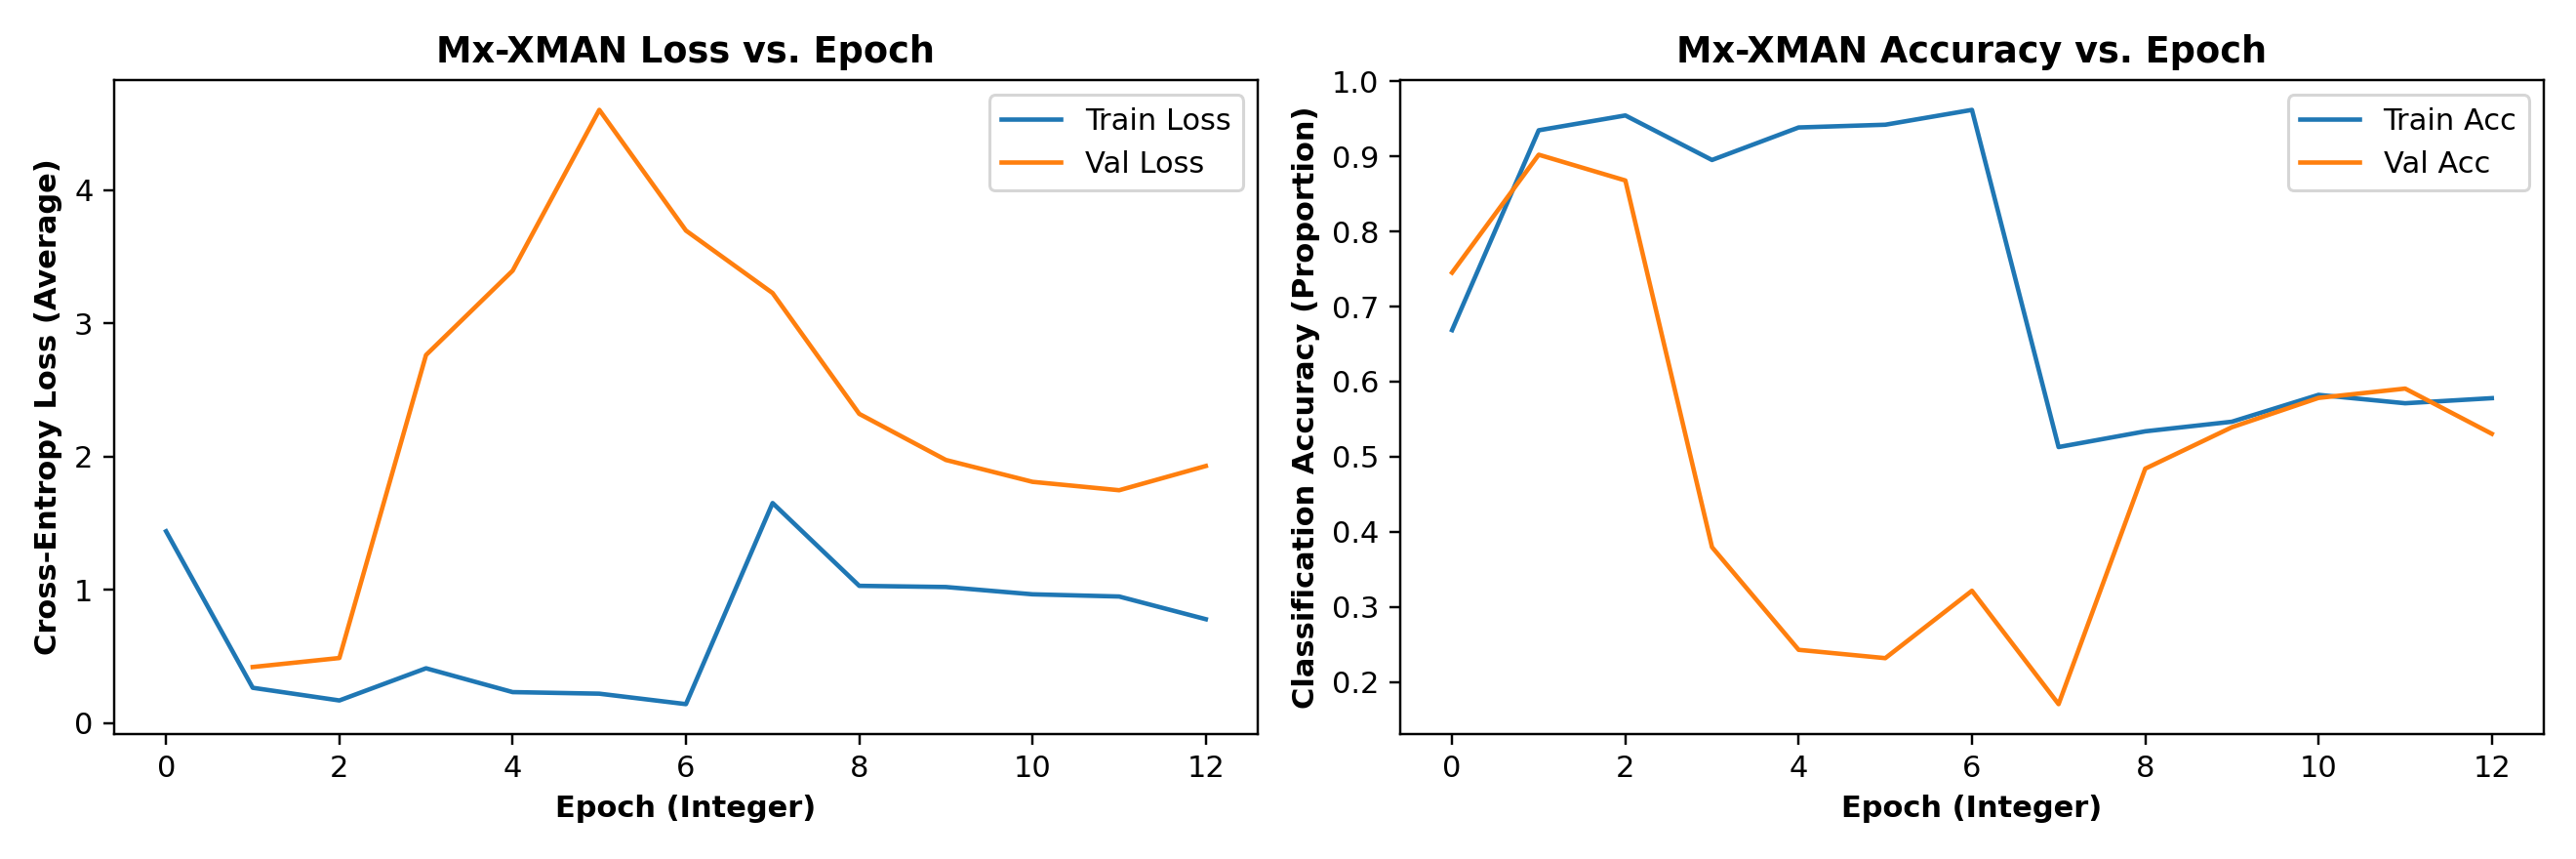 Mx-XMAN Loss vs. Epoch
Cross-Entropy Loss (Average)
4
3
2
1
0
Train Loss
Val Loss
0 2 4 6 8 10 12
Epoch (Integer)
Mx-XMAN Accuracy vs. Epoch
Classification Accuracy (Proportion)
1.0
0.9
0.8
0.7
0.6
0.5
0.4
0.3
0.2
Train Acc
Val Acc
0 2 4 6 8 10 12
Epoch (Integer)